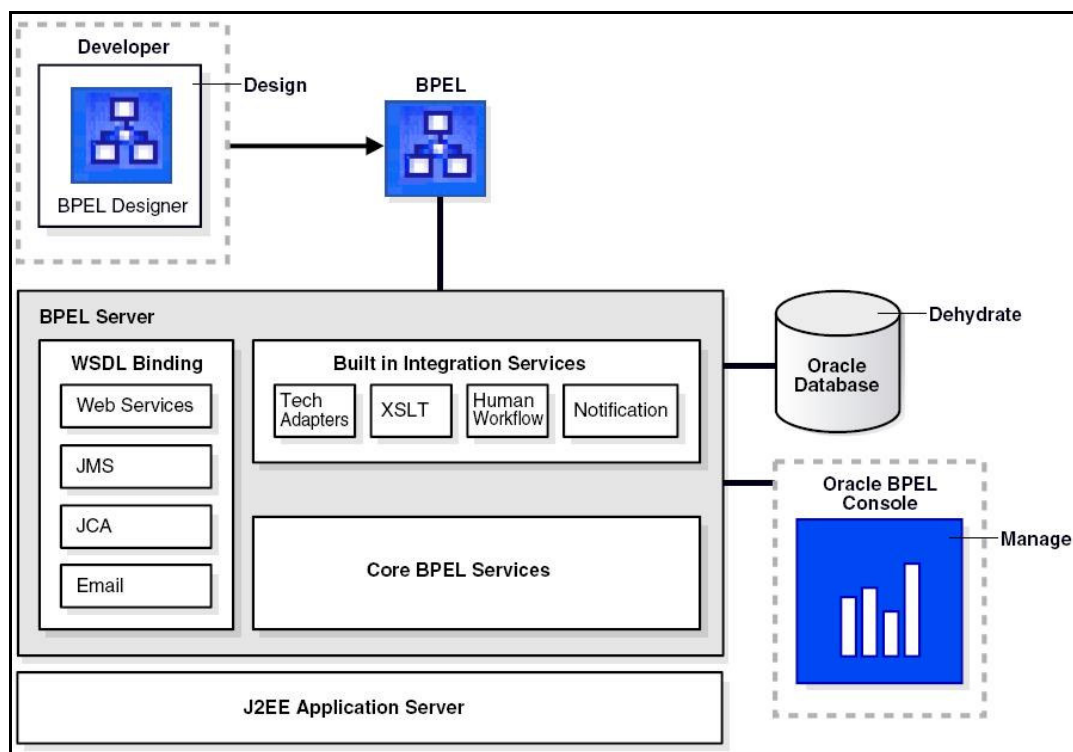 Developer
Design
BPEL Designer
BPEL
BPEL Server
WSDL Binding
Web Services
JMS
JCA
Email
Built in Integration Services
Tech
Adapters
XSLT
Human
Workflow
Notification
Core BPEL Services
Dehydrate
Oracle
Database
Oracle BPEL
Console
Manage
J2EE Application Server